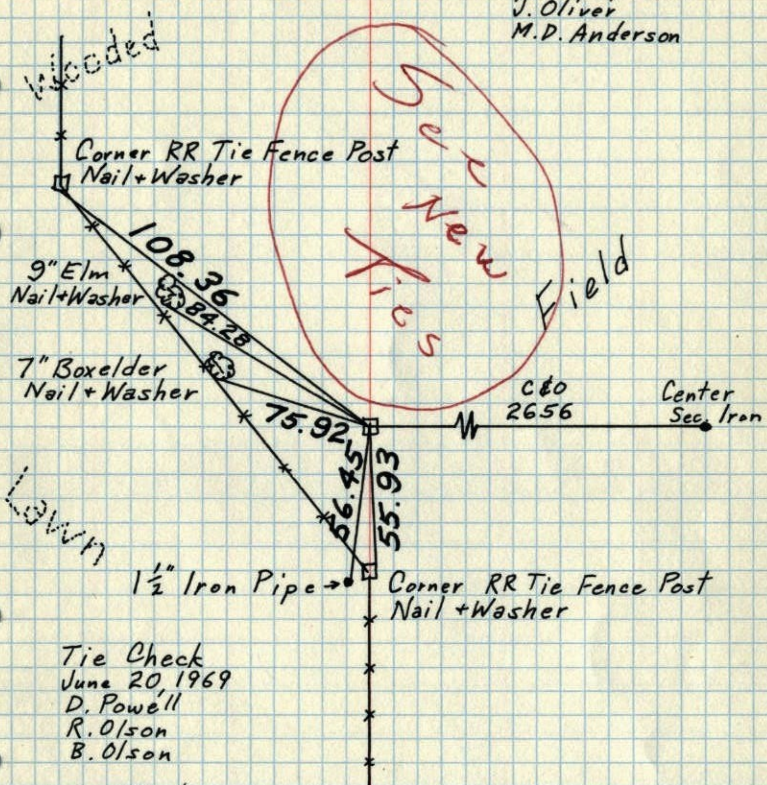 J. Oliver
M.D. Anderson
Wooded
See
New
Ties
Corner RR Tie Fence Post
Nail + Washer
108.36
9" Elm
Nail + Washer
84.28
Field
7" Boxelder
Nail + Washer
75.92
C&O
2656
Center
Sec. Iron
56.45
55.93
Lawn
1½" Iron Pipe →
Corner RR Tie Fence Post
Nail + Washer
Tie Check
June 20, 1969
D. Powell
R. Olson
B. Olson